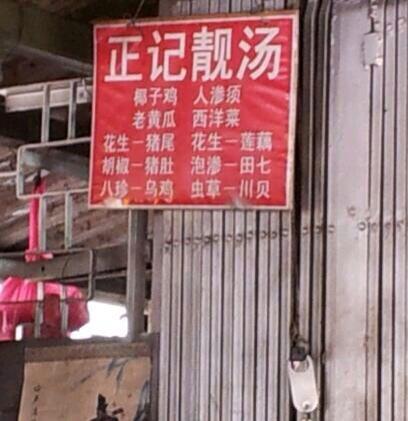 正记靓汤
椰子鸡 人渗须
老黄瓜 西洋菜
花生一猪尾 花生一莲藕
胡椒一猪肚 泡渗一田七
八珍一乌鸡 虫草一川贝